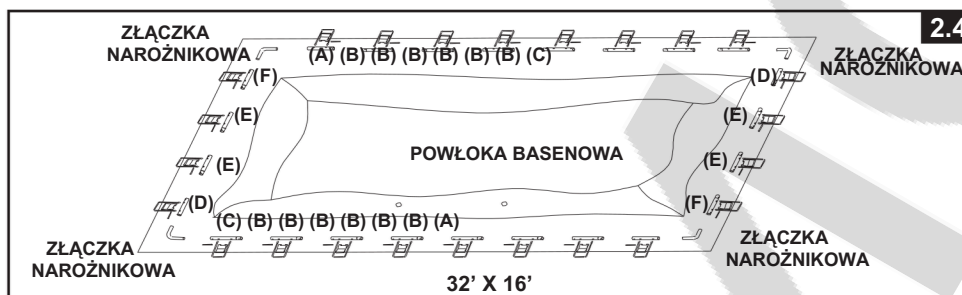 2.4
ZŁĄCZKA
NAROŻNIKOWA
ZŁĄCZKA
NAROŻNIKOWA
(A) (B) (B) (B) (B) (B) (B) (C)
(F)
(D)
(E)
(E)
(E)
(E)
POWŁOKA BASENOWA
(D)
(F)
(C) (B) (B) (B) (B) (B) (B) (A)
ZŁĄCZKA
NAROŻNIKOWA
ZŁĄCZKA
NAROŻNIKOWA
32' X 16'